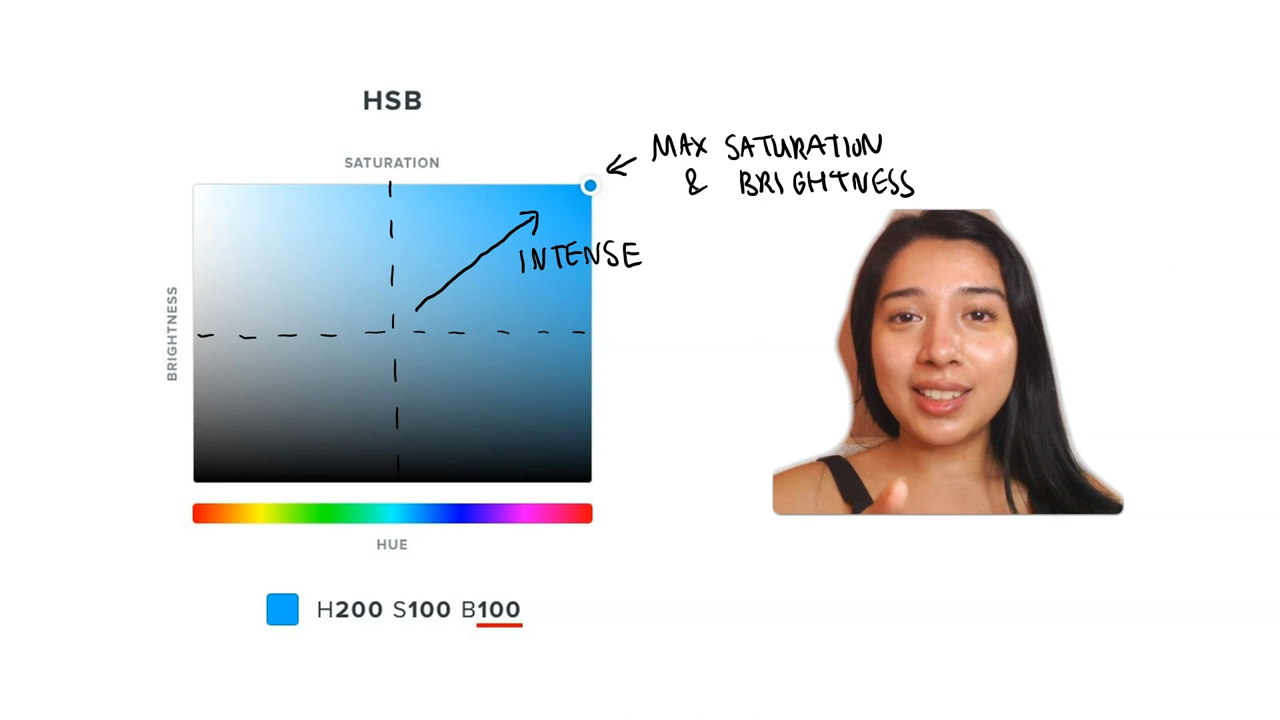 HSB
SATURATION
MAX SATURATION
& BRIGHTNESS
INTENSE
BRIGHTNESS
HUE
H200 S100 B100